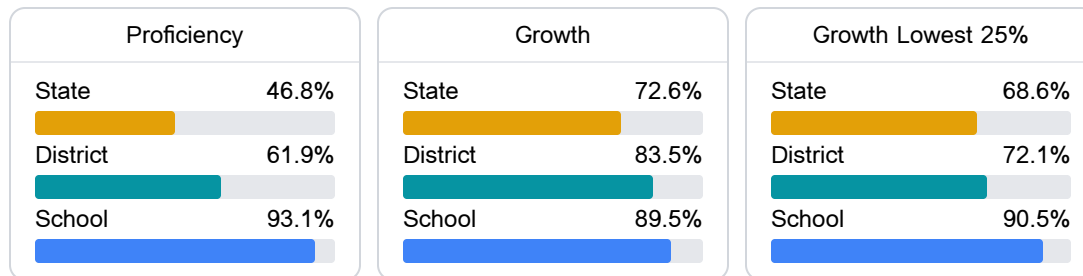 Proficiency
State 46.8%
District 61.9%
School 93.1%
Growth
State 72.6%
District 83.5%
School 89.5%
Growth Lowest 25%
State 68.6%
District 72.1%
School 90.5%